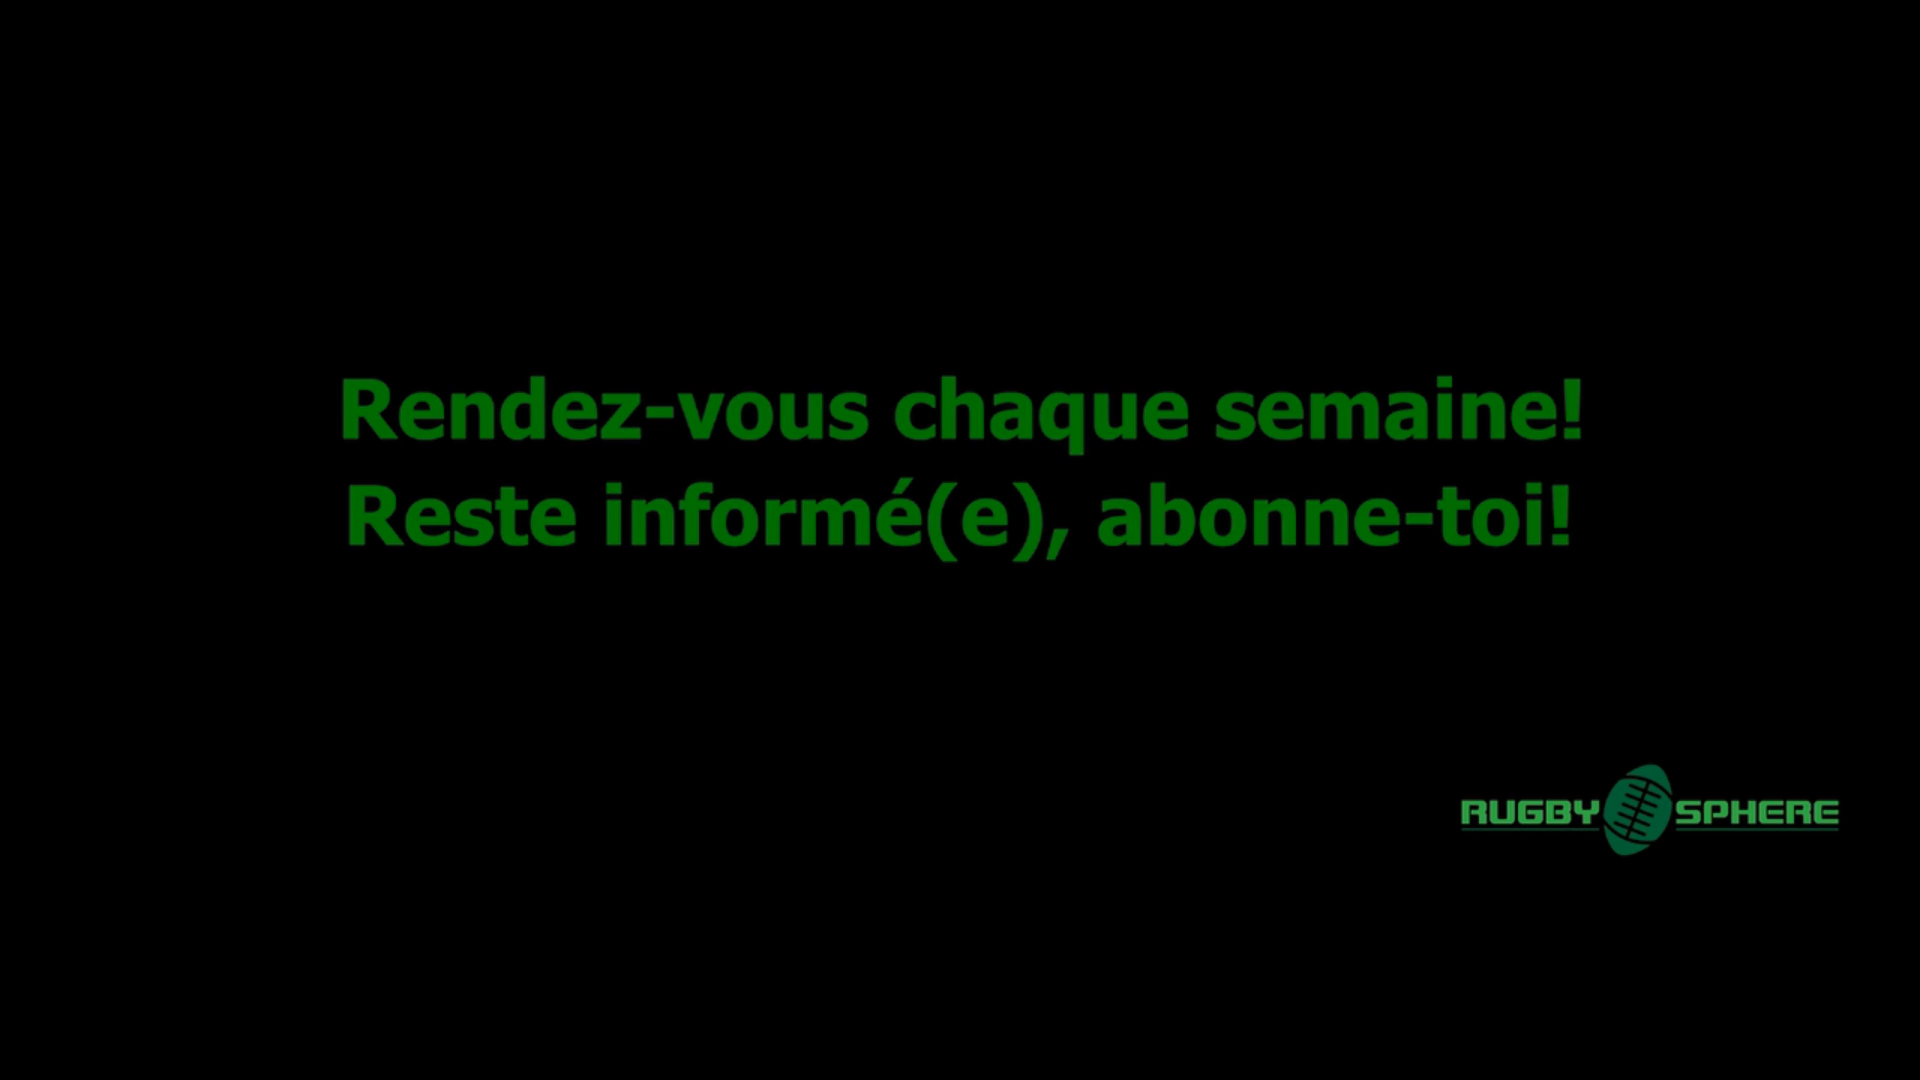 Rendez-vous chaque semaine!
Reste informé(e), abonne-toi!
RUGBY SPHERE